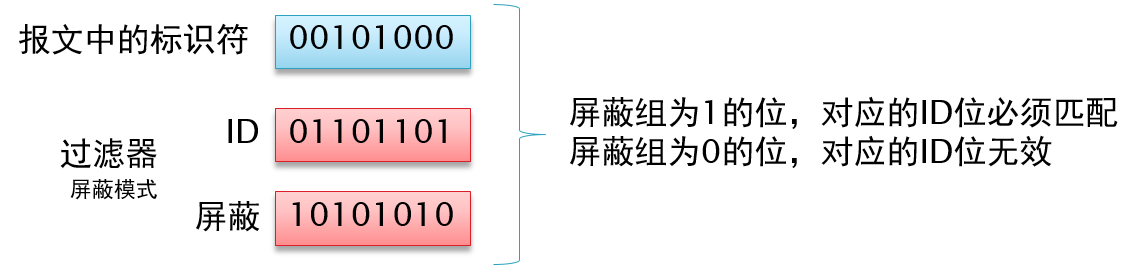 报文中的标识符 00101000
ID 01101101
过滤器
屏蔽模式
屏蔽 10101010
屏蔽组为1的位，对应的ID位必须匹配
屏蔽组为0的位，对应的ID位无效